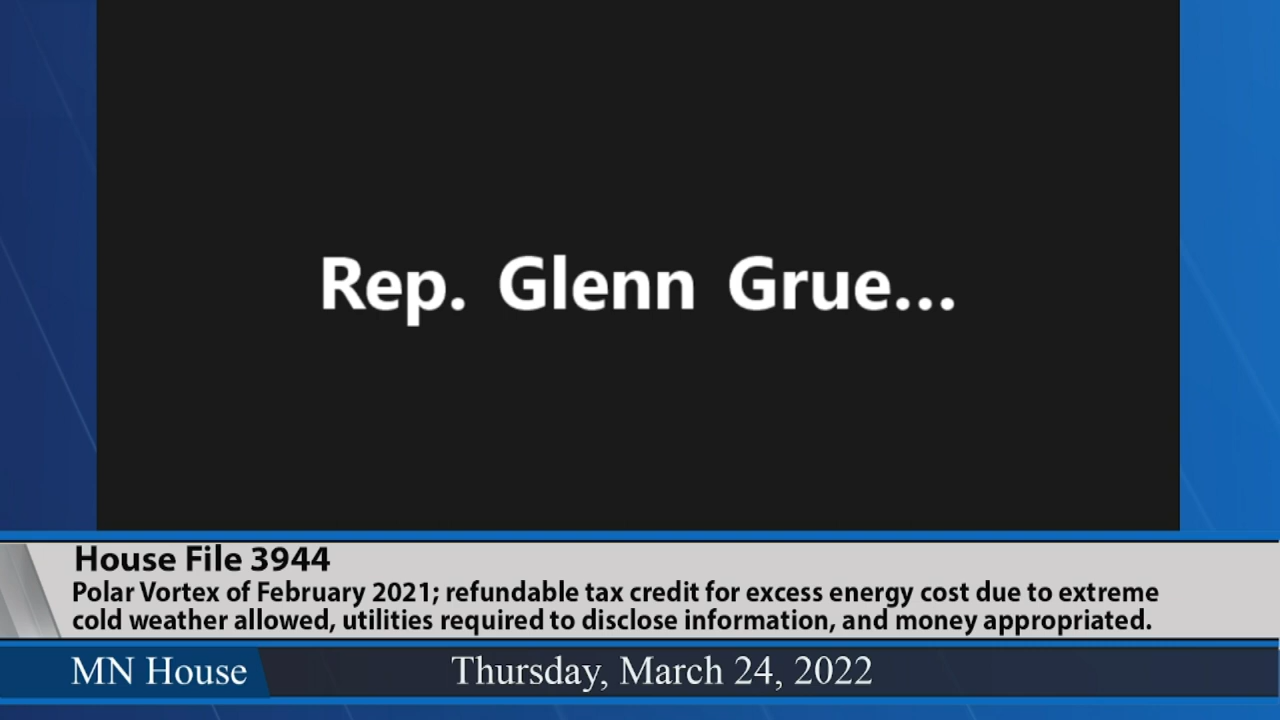 Rep. Glenn Grue...
House File 3944
Polar Vortex of February 2021; refundable tax credit for excess energy cost due to extreme
cold weather allowed, utilities required to disclose information, and money appropriated.
MN House
Thursday, March 24, 2022